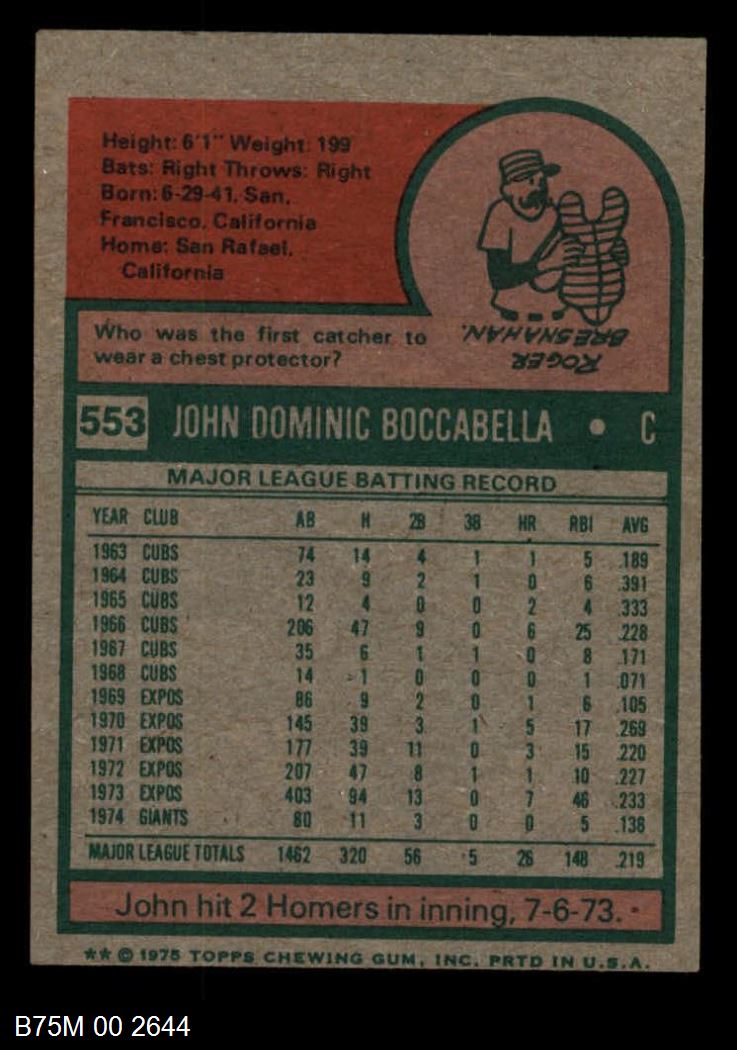 Height: 6'1" Weight: 199
Bats: Right Throws: Right
Born: 6-29-41, San.
Francisco, California
Home: San Rafael,
California
ROGER
BRESNAHAN.
Who was the first catcher to
wear a chest protector?
553 JOHN DOMINIC BOCCABELLA • C
MAJOR LEAGUE BATTING RECORD
YEAR CLUB AB H 2B 3B HR RBI AVG
1963 CUBS 74 14 4 1 1 5 .189
1964 CUBS 23 9 2 1 0 6 .391
1965 CUBS 12 4 0 0 2 4 .333
1966 CUBS 206 47 9 0 6 25 .228
1967 CUBS 35 6 1 1 0 8 .171
1968 CUBS 14 1 0 0 0 1 .071
1969 EXPOS 86 9 2 0 1 6 .105
1970 EXPOS 145 39 3 1 5 17 .269
1971 EXPOS 177 39 11 0 3 15 .220
1972 EXPOS 207 47 8 1 1 10 .227
1973 EXPOS 403 94 13 0 7 46 .233
1974 GIANTS 80 11 3 0 0 5 .138
MAJOR LEAGUE TOTALS 1462 320 56 5 26 148 .219
John hit 2 Homers in inning, 7-6-73.
** © 1975 TOPPS CHEWING GUM, INC. PRTD IN U.S.A.
B75M 00 2644